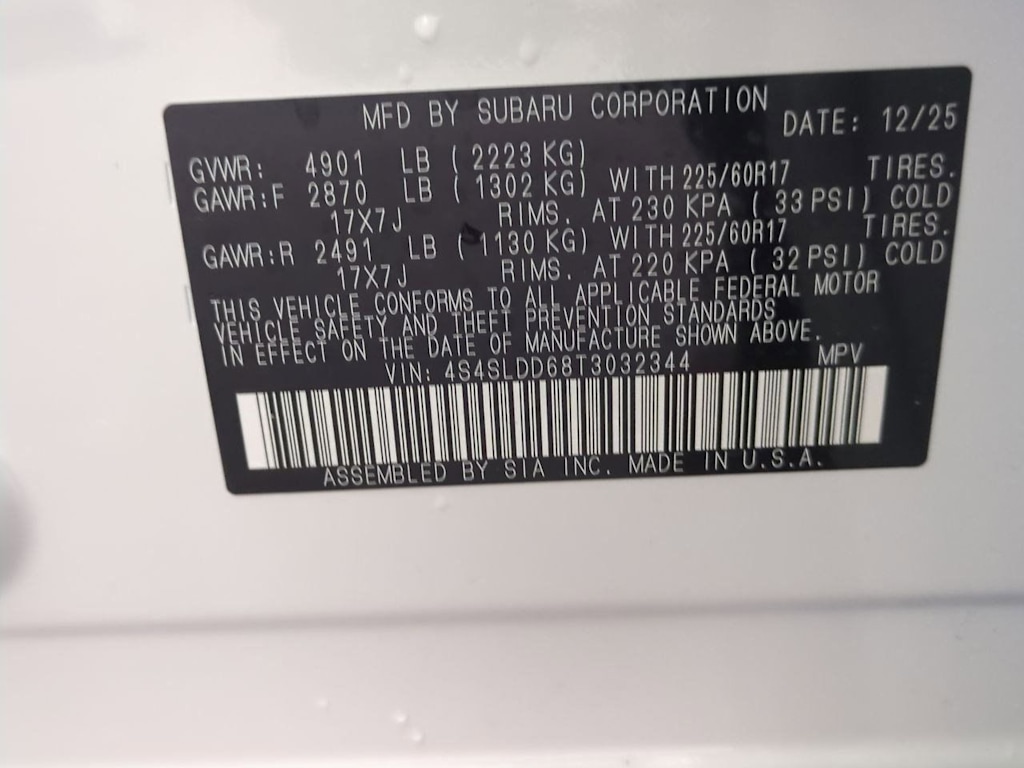 MFD BY SUBARU CORPORATION DATE: 12/25
GVWR: 4901 LB ( 2223 KG)
GAWR:F 2870 LB ( 1302 KG) WITH 225/60R17 TIRES.
17X7J RIMS. AT 230 KPA ( 33 PSI) COLD
GAWR:R 2491 LB ( 1130 KG) WITH 225/60R17 TIRES.
17X7J RIMS. AT 220 KPA ( 32 PSI) COLD
THIS VEHICLE CONFORMS TO ALL APPLICABLE FEDERAL MOTOR
VEHICLE SAFETY AND THEFT PREVENTION STANDARDS
IN EFFECT ON THE DATE OF MANUFACTURE SHOWN ABOVE.
VIN: 4S4SLDD68T3032344 MPV
ASSEMBLED BY SIA INC. MADE IN U.S.A.